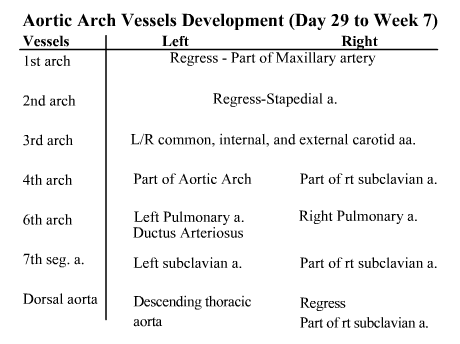 Aortic Arch Vessels Development (Day 29 to Week 7)
Vessels Left Right
1st arch Regress - Part of Maxillary artery
2nd arch Regress-Stapedial a.
3rd arch L/R common, internal, and external carotid aa.
4th arch Part of Aortic Arch Part of rt subclavian a.
6th arch Left Pulmonary a. Right Pulmonary a.
Ductus Arteriosus
7th seg. a. Left subclavian a. Part of rt subclavian a.
Dorsal aorta Descending thoracic Regress
aorta Part of rt subclavian a.